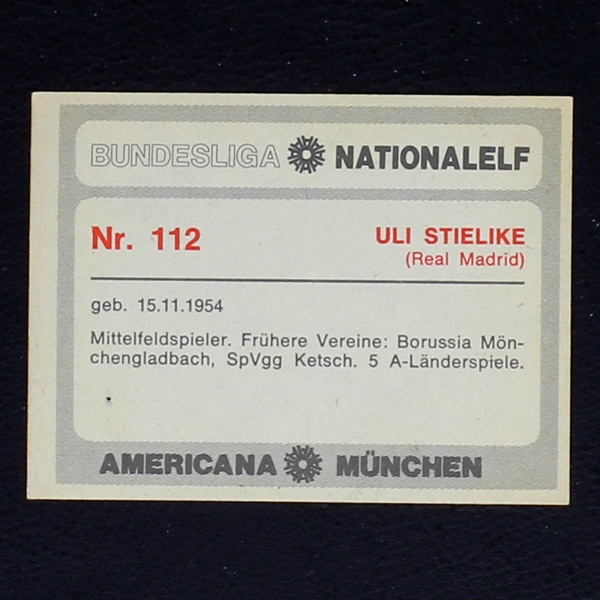 BUNDESLIGA NATIONALELF
Nr. 112
ULI STIELIKE
(Real Madrid)
geb. 15.11.1954
Mittelfeldspieler. Frühere Vereine: Borussia Mön-
chengladbach, SpVgg Ketsch. 5 A-Länderspiele.
AMERICANA MÜNCHEN